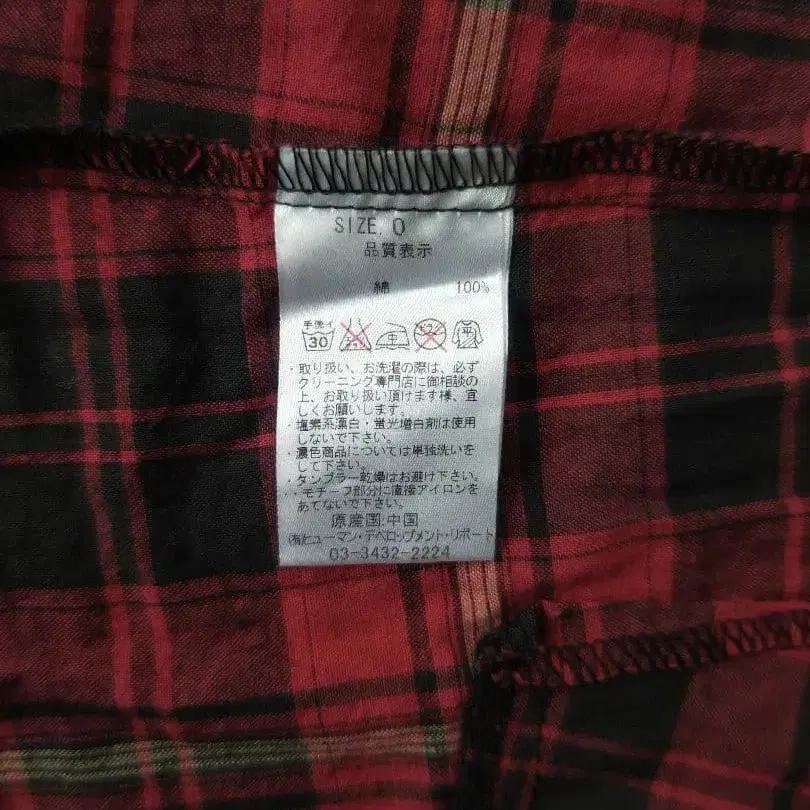 SIZE. 0
品質表示
綿 100%
手洗イ
30
中
ドライ
平
・取り扱い、お洗濯の際は、必ず
クリーニング専門店に御相談の
上、お取り扱い頂けます様、宜
しくお願いします。
・塩素系漂白・蛍光増白剤は使用
しないで下さい。
・濃色商品については単独洗いを
して下さい。
・タンブラー乾燥はお避け下さい。
・モチーフ部分に直接アイロンを
あてないで下さい。
原産国:中国
(有)ヒューマン・デベロップメント・リポート
03-3432-2224